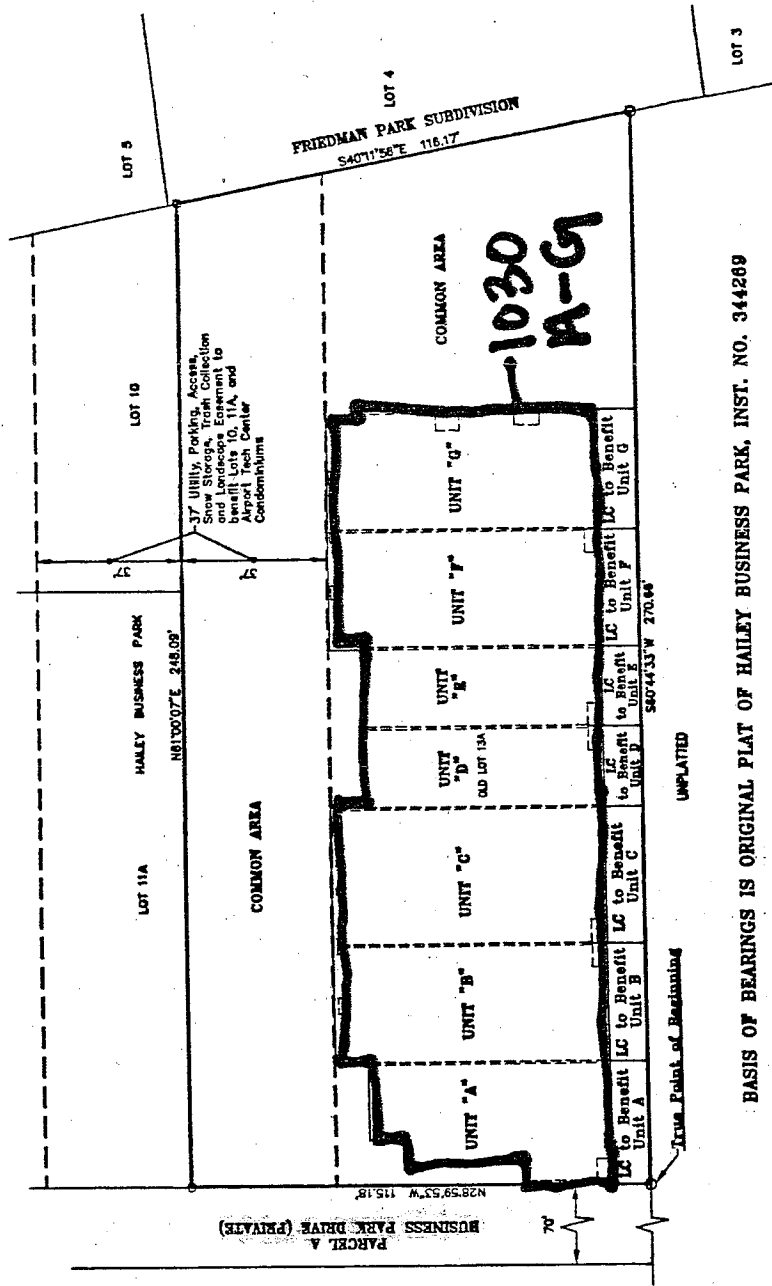 LOT 5
LOT 4
LOT 3
FRIEDMAN PARK SUBDIVISION
S40°11'56"E 116.17'
LOT 10
37' Utility, Parking, Access,
Snow Storage, Trash Collection
and Landscape Easement to
benefit Lots 10, 11A, and
Airport Tech Center
Condominiums
37'
37'
HAILEY BUSINESS PARK
N61°00'07"E 248.09'
LOT 11A
COMMON AREA
COMMON AREA
1030
A-G
UNIT "A"
UNIT "B"
UNIT "C"
UNIT
"D"
OLD LOT 13A
UNIT
"E"
UNIT "F"
UNIT "G"
LC to Benefit
Unit A
LC to Benefit
Unit B
LC to Benefit
Unit C
LC
to Benefit
Unit D
LC
to Benefit
Unit E
LC to Benefit
Unit F
LC to Benefit
Unit G
S60°44'33"W 270.66'
UNPLATTED
True Point of Beginning
N28°59'53"W 115.18'
PARCEL A
BUSINESS PARK DRIVE (PRIVATE)
70'
BASIS OF BEARINGS IS ORIGINAL PLAT OF HAILEY BUSINESS PARK, INST. NO. 344269